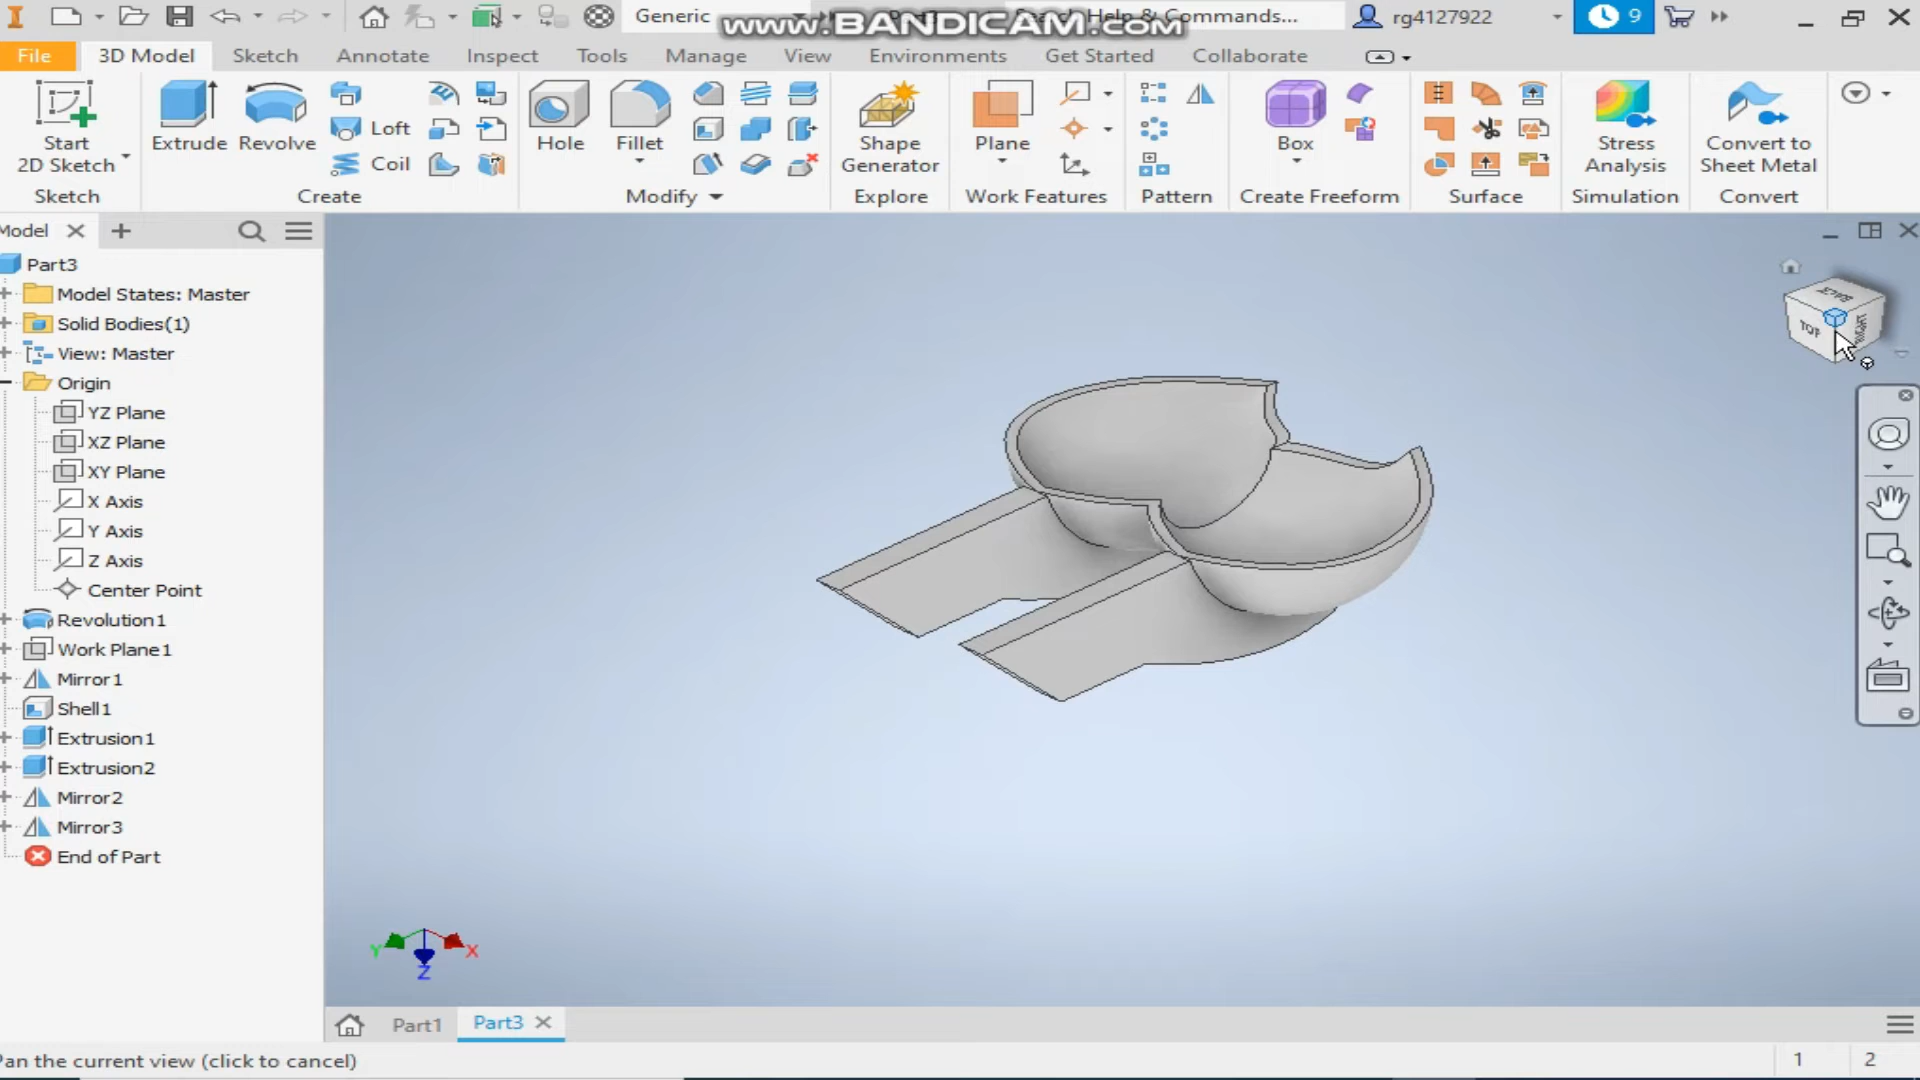 Generic
Part3
Search Help & Commands...
rg4127922
9
www.BANDICAM.com
File
3D Model
Sketch
Annotate
Inspect
Tools
Manage
View
Environments
Get Started
Collaborate
Start
2D Sketch
Sketch
Extrude
Revolve
Loft
Coil
Create
Hole
Fillet
Modify
Shape
Generator
Explore
Plane
Work Features
Pattern
Box
Create Freeform
Surface
Stress
Analysis
Simulation
Convert to
Sheet Metal
Convert
Model
Part3
Model States: Master
Solid Bodies(1)
View: Master
Origin
YZ Plane
XZ Plane
XY Plane
X Axis
Y Axis
Z Axis
Center Point
Revolution1
Work Plane1
Mirror1
Shell1
Extrusion1
Extrusion2
Mirror2
Mirror3
End of Part
BACK
TOP
RIGHT
Y
X
Z
Part1
Part3
Pan the current view (click to cancel)
1
2